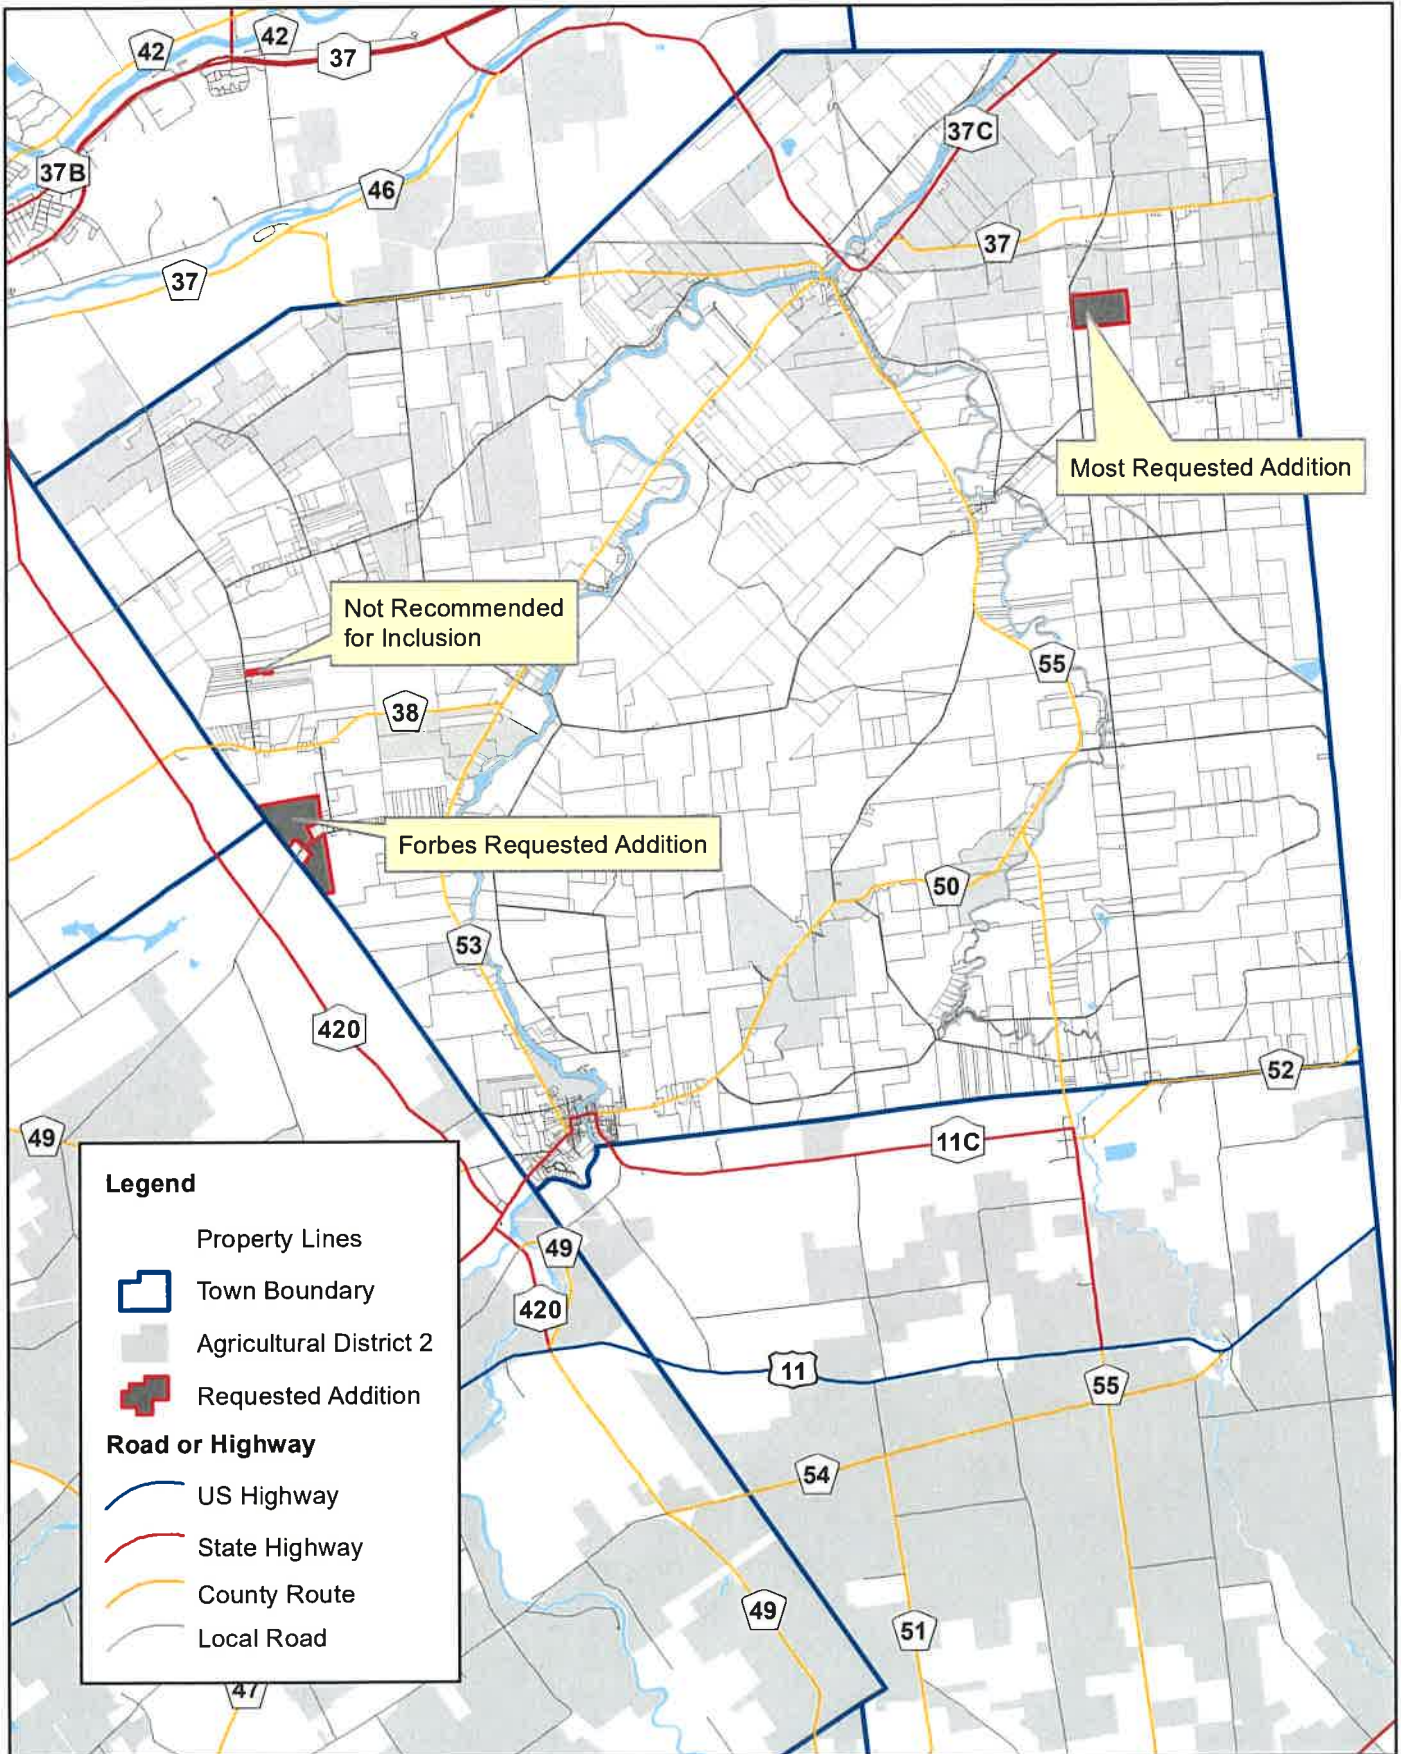 42
42
37
37B
46
37
37C
37
Most Requested Addition
Not Recommended
for Inclusion
38
55
Forbes Requested Addition
50
53
420
52
49
11C
Legend
Property Lines
Town Boundary
Agricultural District 2
Requested Addition
Road or Highway
US Highway
State Highway
County Route
Local Road
49
420
11
55
54
49
51
47